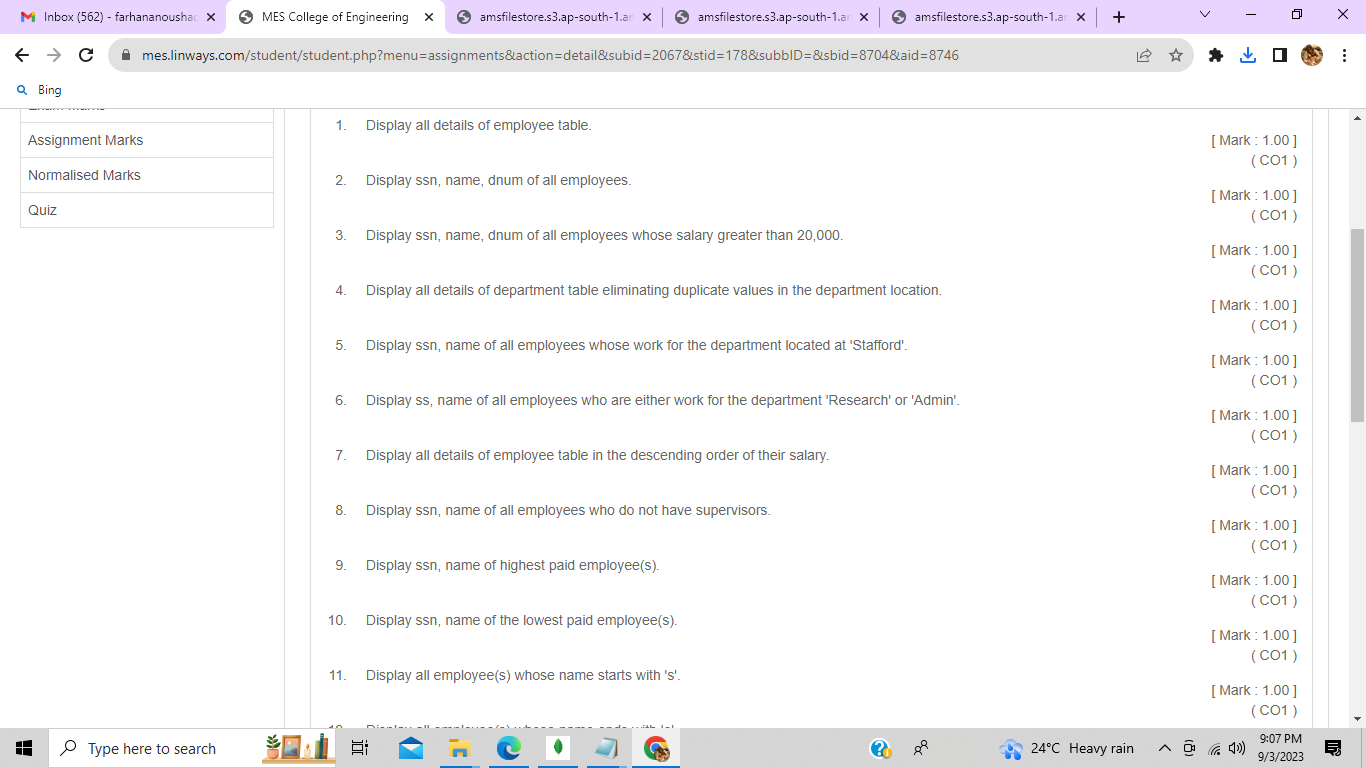 Inbox (562) - farhananoushad
MES College of Engineering
amsfilestore.s3.ap-south-1.am
amsfilestore.s3.ap-south-1.am
amsfilestore.s3.ap-south-1.am
mes.linways.com/student/student.php?menu=assignments&action=detail&subid=2067&stid=178&subbID=&sbid=8704&aid=8746
Bing
Assignment Marks
Normalised Marks
Quiz
1. Display all details of employee table.
[ Mark : 1.00 ]
( CO1 )
2. Display ssn, name, dnum of all employees.
[ Mark : 1.00 ]
( CO1 )
3. Display ssn, name, dnum of all employees whose salary greater than 20,000.
[ Mark : 1.00 ]
( CO1 )
4. Display all details of department table eliminating duplicate values in the department location.
[ Mark : 1.00 ]
( CO1 )
5. Display ssn, name of all employees whose work for the department located at 'Stafford'.
[ Mark : 1.00 ]
( CO1 )
6. Display ss, name of all employees who are either work for the department 'Research' or 'Admin'.
[ Mark : 1.00 ]
( CO1 )
7. Display all details of employee table in the descending order of their salary.
[ Mark : 1.00 ]
( CO1 )
8. Display ssn, name of all employees who do not have supervisors.
[ Mark : 1.00 ]
( CO1 )
9. Display ssn, name of highest paid employee(s).
[ Mark : 1.00 ]
( CO1 )
10. Display ssn, name of the lowest paid employee(s).
[ Mark : 1.00 ]
( CO1 )
11. Display all employee(s) whose name starts with 's'.
[ Mark : 1.00 ]
( CO1 )
Type here to search
24°C Heavy rain
9:07 PM
9/3/2023